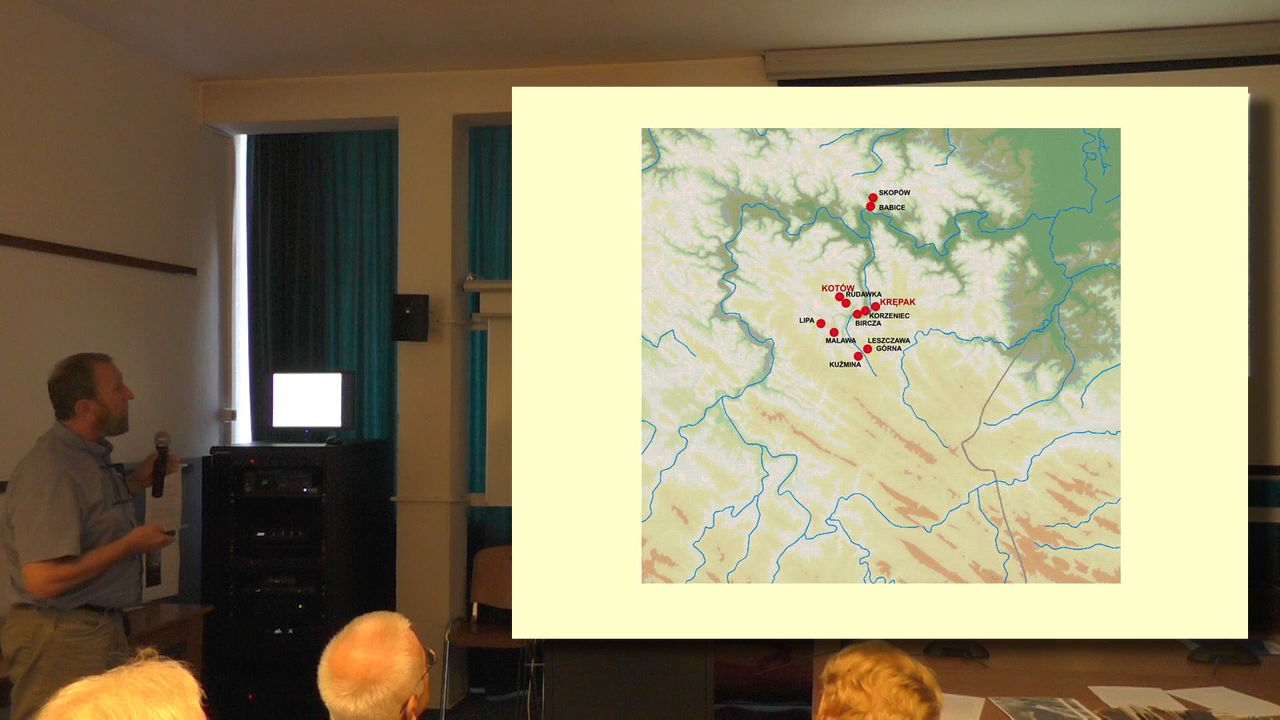 SKOPÓW
BABICE
KOTÓW
RUDAWKA
KRĘPAK
KORZENIEC
LIPA
BIRCZA
MALAWA
LESZCZAWA
GÓRNA
KUŹMINA